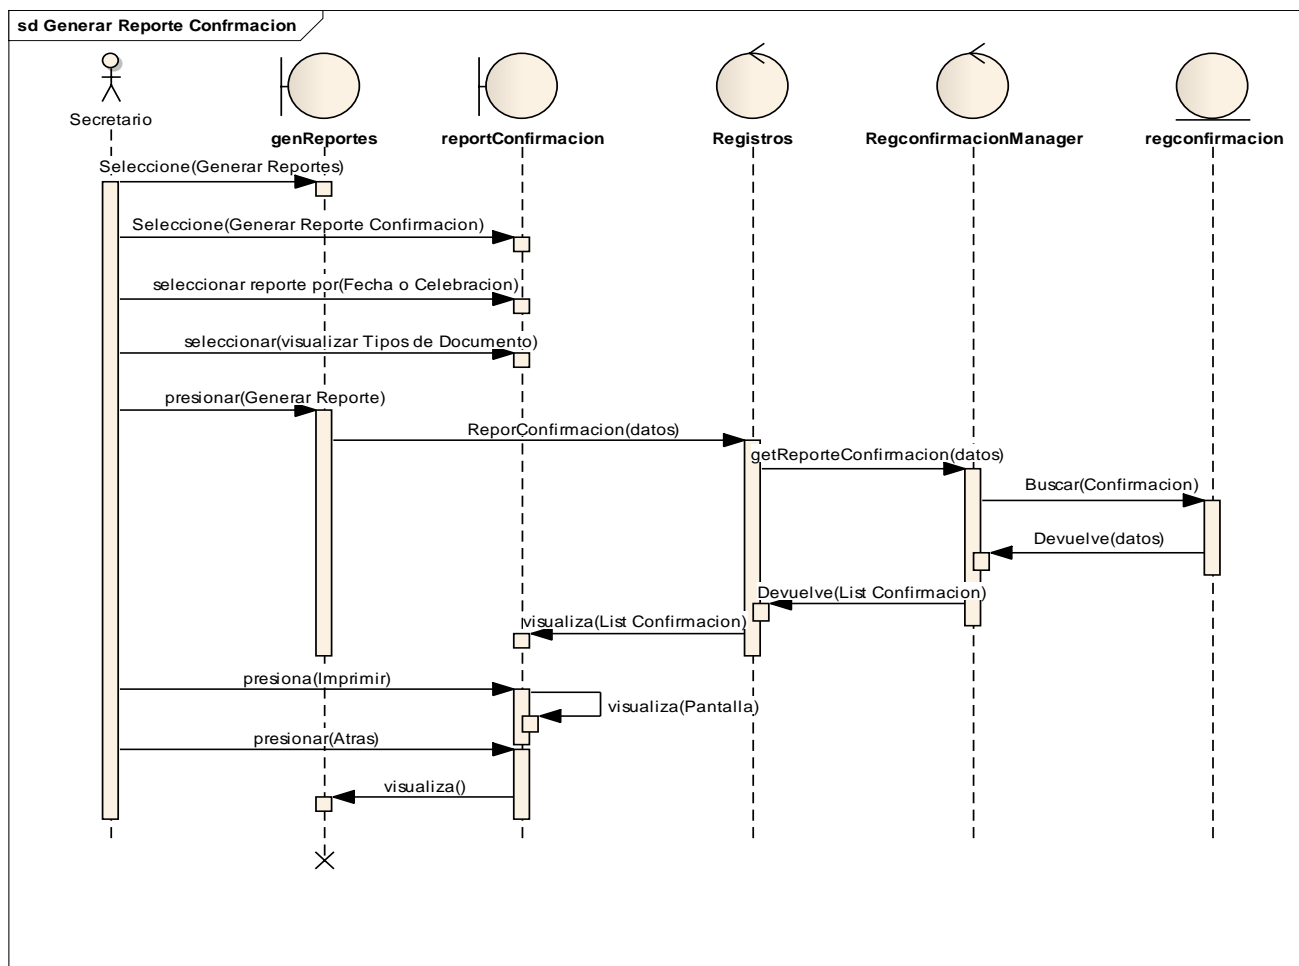 sd Generar Reporte Confrmacion
Secretario
genReportes
reportConfirmacion
Registros
RegconfirmacionManager
regconfirmacion
Seleccione(Generar Reportes)
Seleccione(Generar Reporte Confirmacion)
seleccionar reporte por(Fecha o Celebracion)
seleccionar(visualizar Tipos de Documento)
presionar(Generar Reporte)
ReporConfirmacion(datos)
getReporteConfirmacion(datos)
Buscar(Confirmacion)
Devuelve(datos)
Devuelve(List Confirmacion)
visualiza(List Confirmacion)
presiona(Imprimir)
visualiza(Pantalla)
presionar(Atras)
visualiza()